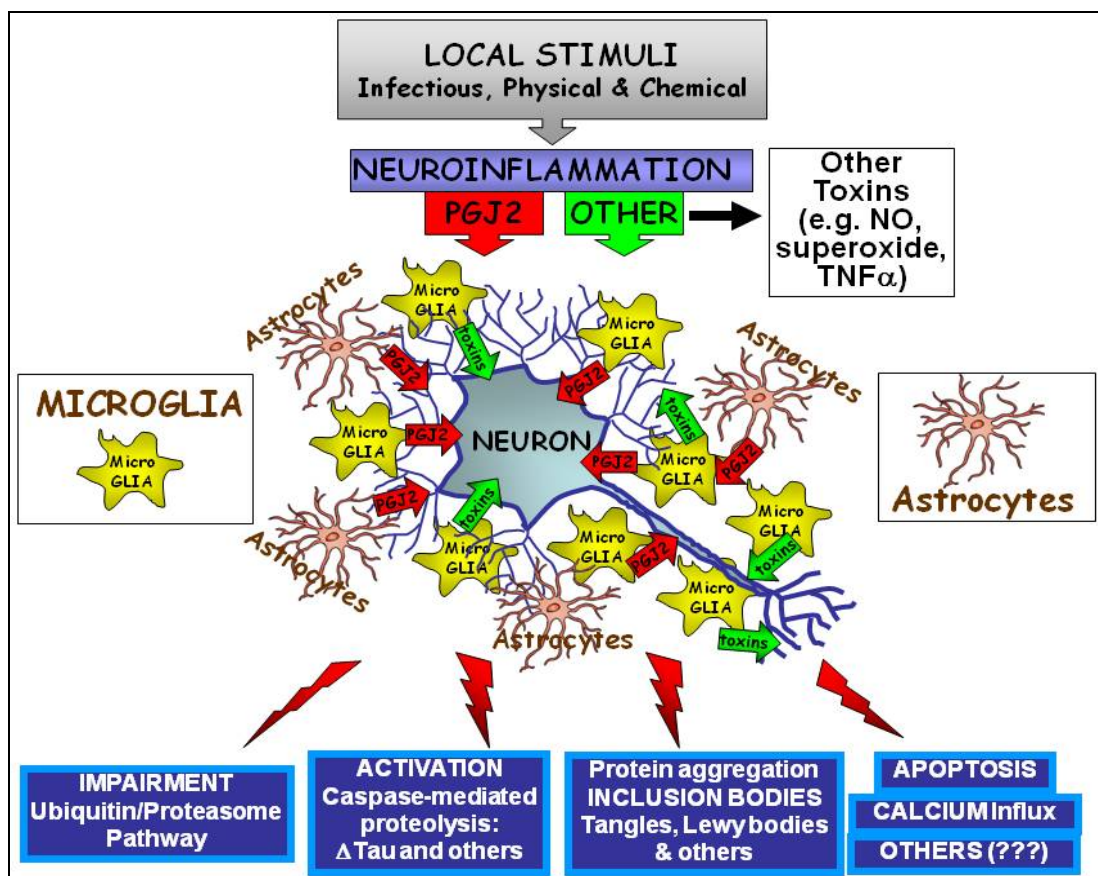 LOCAL STIMULI
Infectious, Physical & Chemical
NEUROINFLAMMATION
PGJ2
OTHER
Other
Toxins
(e.g. NO,
superoxide,
TNFα)
Astrocytes
Micro
GLIA
toxins
PGJ2
Micro
GLIA
PGJ2
Astrocytes
toxins
MICROGLIA
Micro
GLIA
Micro
GLIA
PGJ2
NEURON
PGJ2
Micro
GLIA
PGJ2
Astrocytes
PGJ2
Astrocytes
toxins
Micro
GLIA
Astrocytes
Micro
GLIA
PGJ2
Micro
GLIA
toxins
Micro
GLIA
toxins
IMPAIRMENT
Ubiquitin/Proteasome
Pathway
ACTIVATION
Caspase-mediated
proteolysis:
ΔTau and others
Protein aggregation
INCLUSION BODIES
Tangles, Lewy bodies
& others
APOPTOSIS
CALCIUM Influx
OTHERS (???)